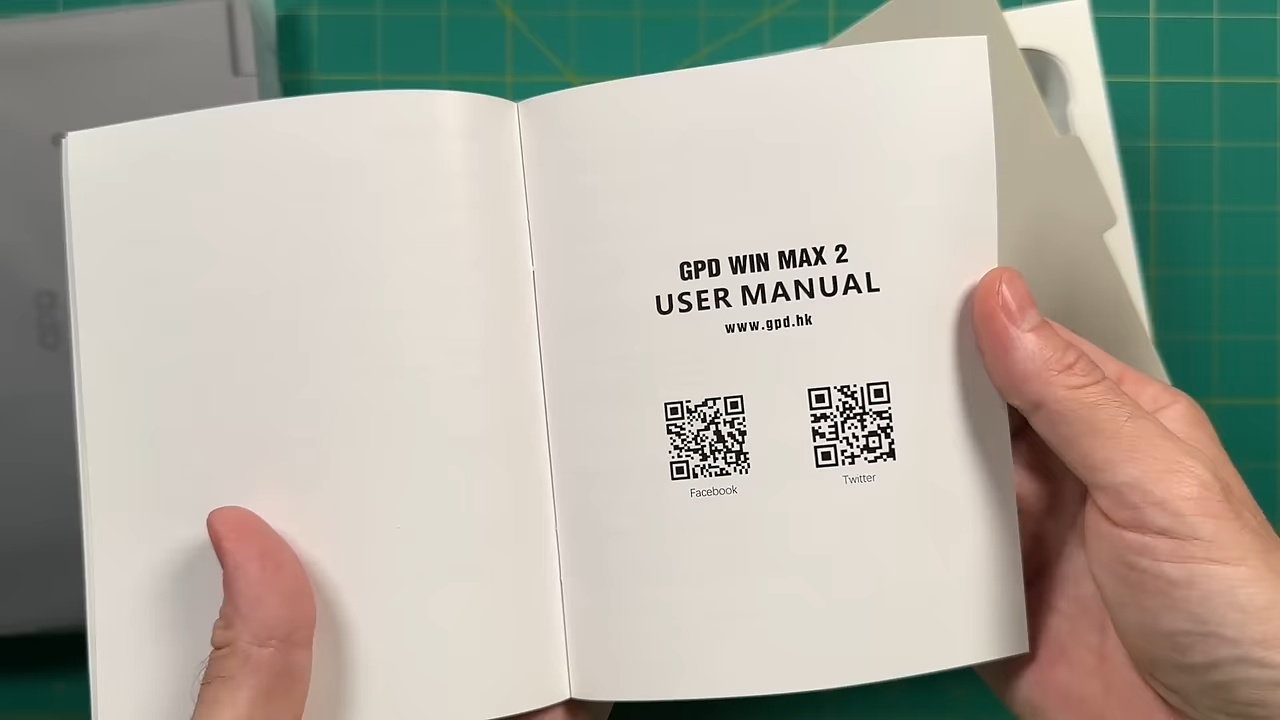 GPD WIN MAX 2
USER MANUAL
www.gpd.hk
Facebook
Twitter